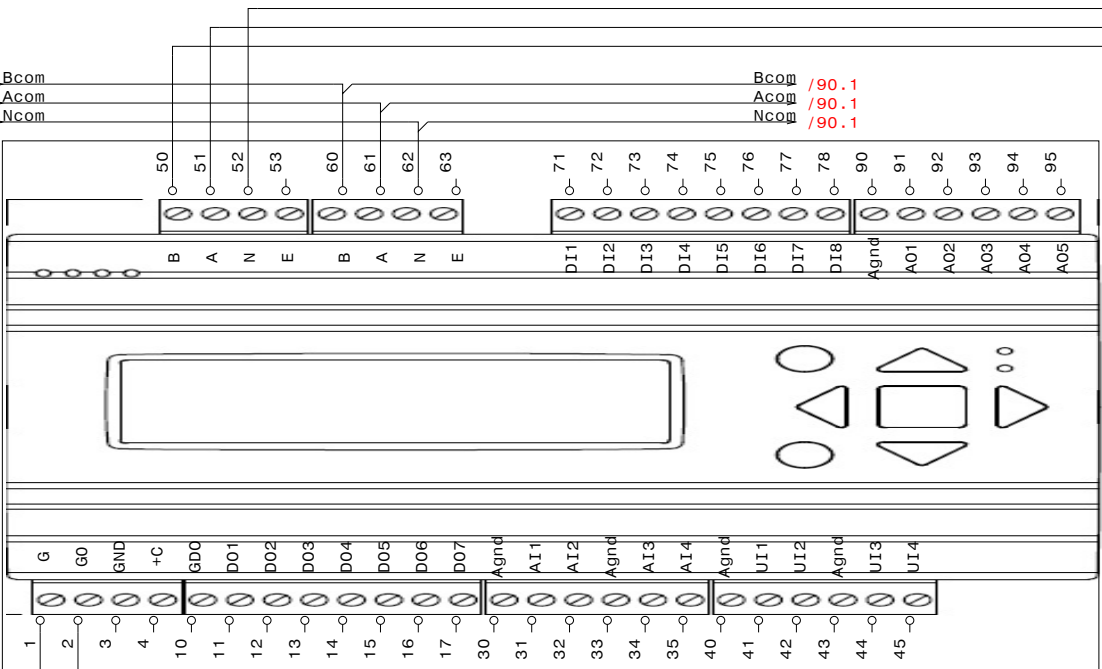 Bcom Bcom /90.1
Acom Acom /90.1
Ncom Ncom /90.1
50 51 52 53 60 61 62 63 71 72 73 74 75 76 77 78 90 91 92 93 94 95
B A N E B A N E DI1 DI2 DI3 DI4 DI5 DI6 DI7 DI8 Agnd AO1 AO2 AO3 AO4 AO5
G G0 GND +C GDO DO1 DO2 DO3 DO4 DO5 DO6 DO7 Agnd AI1 AI2 Agnd AI3 AI4 Agnd UI1 UI2 Agnd UI3 UI4
1 2 3 4 10 11 12 13 14 15 16 17 30 31 32 33 34 35 40 41 42 43 44 45